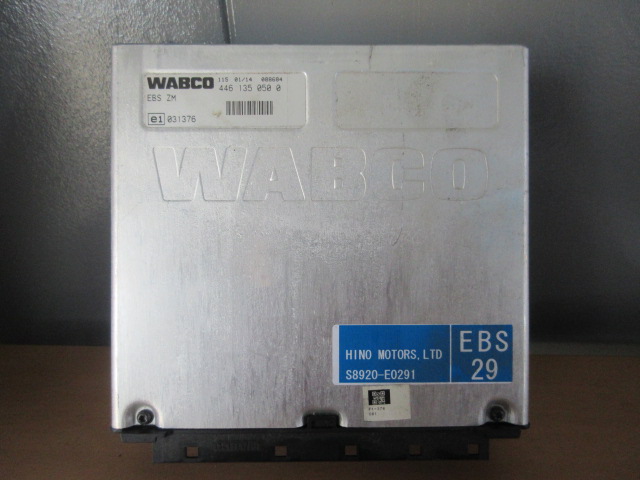 WABCO 115 01/14 008604
446 135 050 0
EBS ZM
e1 031376
WABCO
HINO MOTORS, LTD
S8920-E0291
EBS
29